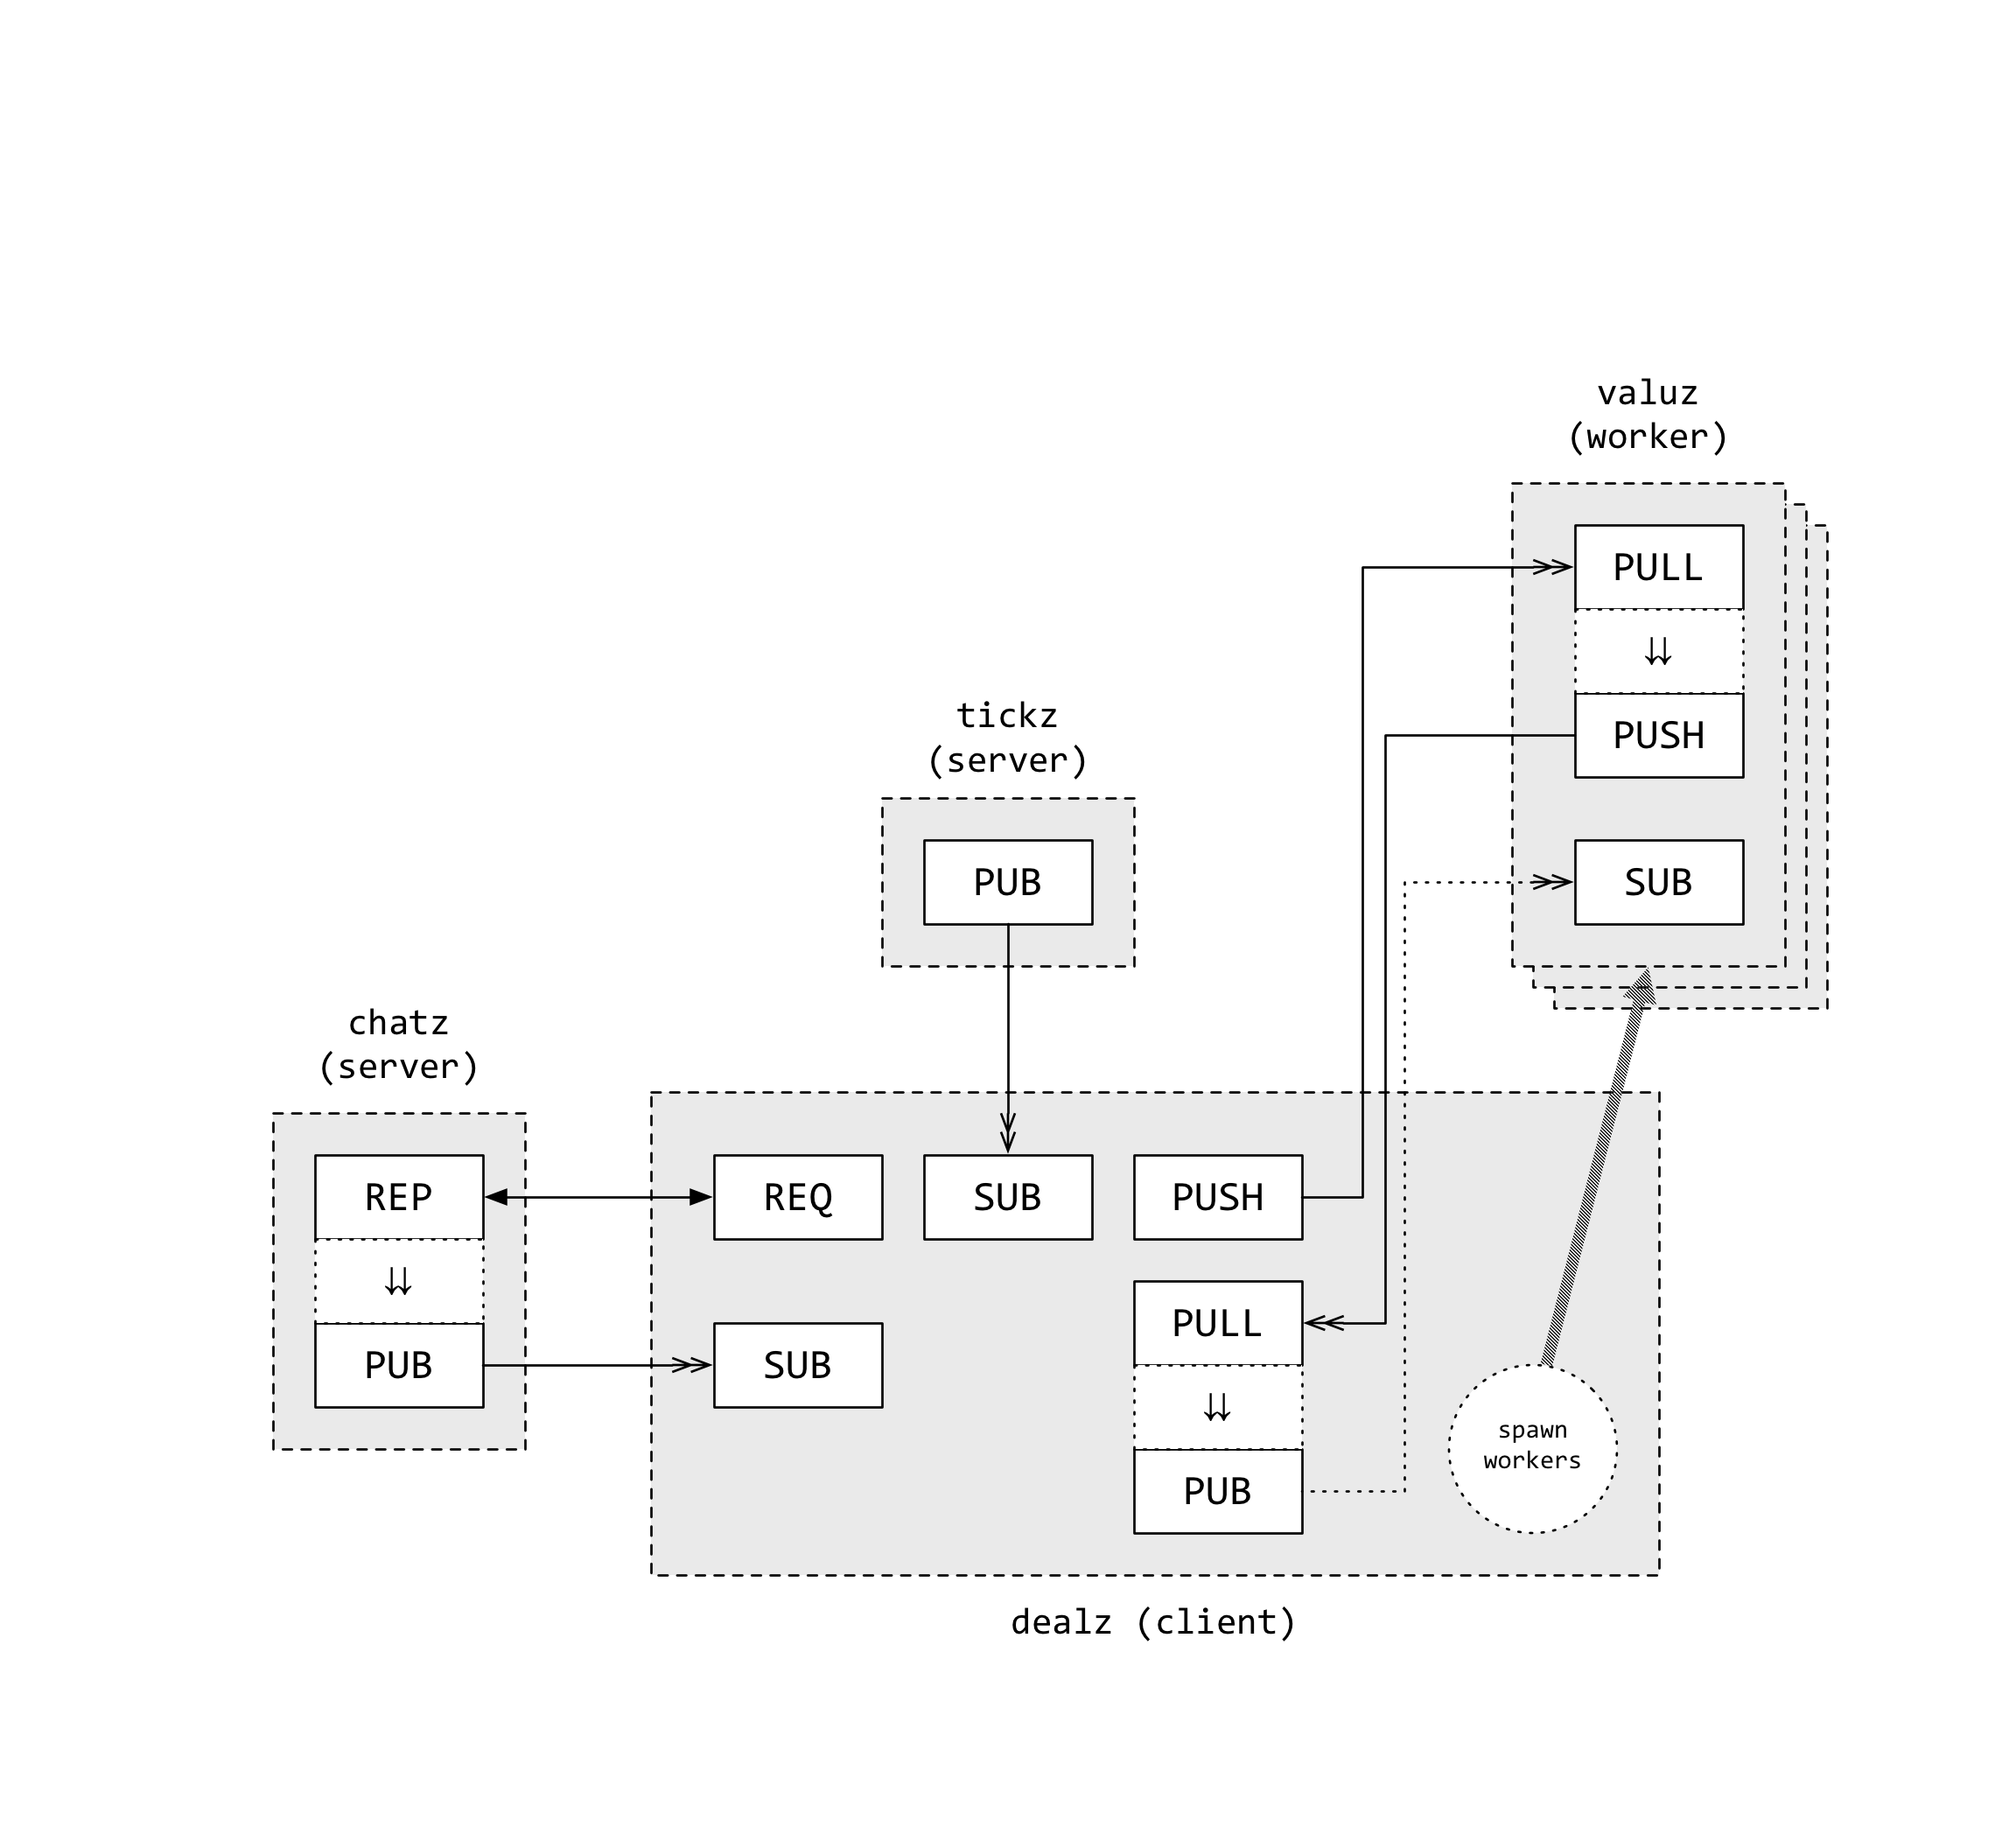 valuz
(worker)
PULL
⇊
PUSH
SUB
tickz
(server)
PUB
chatz
(server)
REP
⇊
PUB
REQ
SUB
SUB
PUSH
PULL
⇊
PUB
spawn
workers
dealz (client)